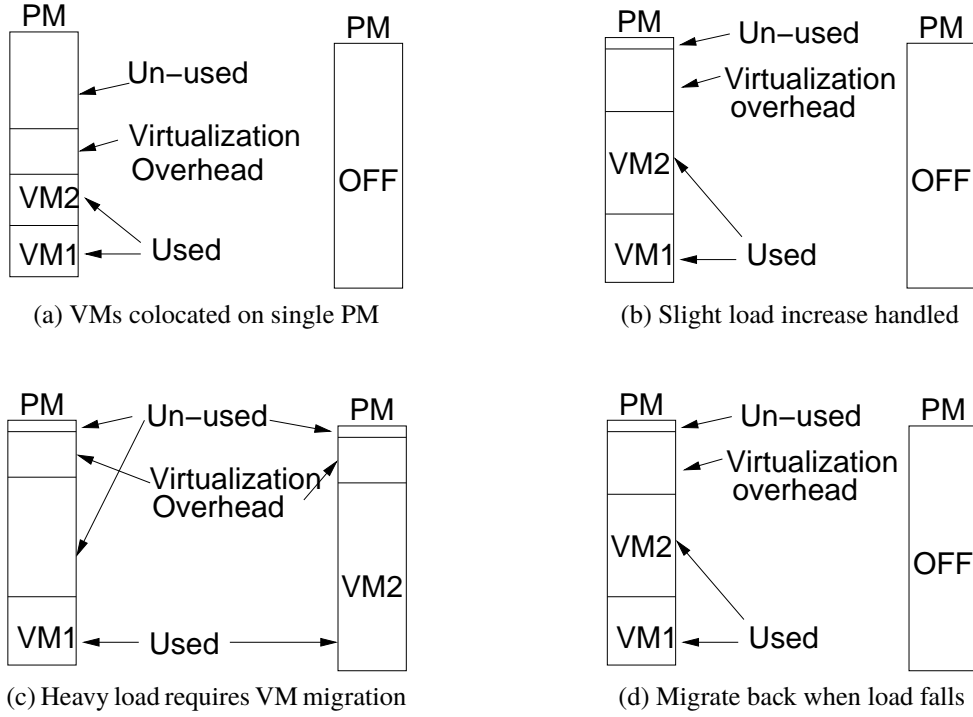 PM
PM
Un-used
Virtualization
Overhead
OFF
VM2
VM1
Used
(a) VMs colocated on single PM
PM
PM
Un-used
Virtualization
overhead
VM2
OFF
VM1
Used
(b) Slight load increase handled
PM
PM
Un-used
Virtualization
Overhead
VM2
VM1
Used
(c) Heavy load requires VM migration
PM
PM
Un-used
Virtualization
overhead
VM2
OFF
VM1
Used
(d) Migrate back when load falls